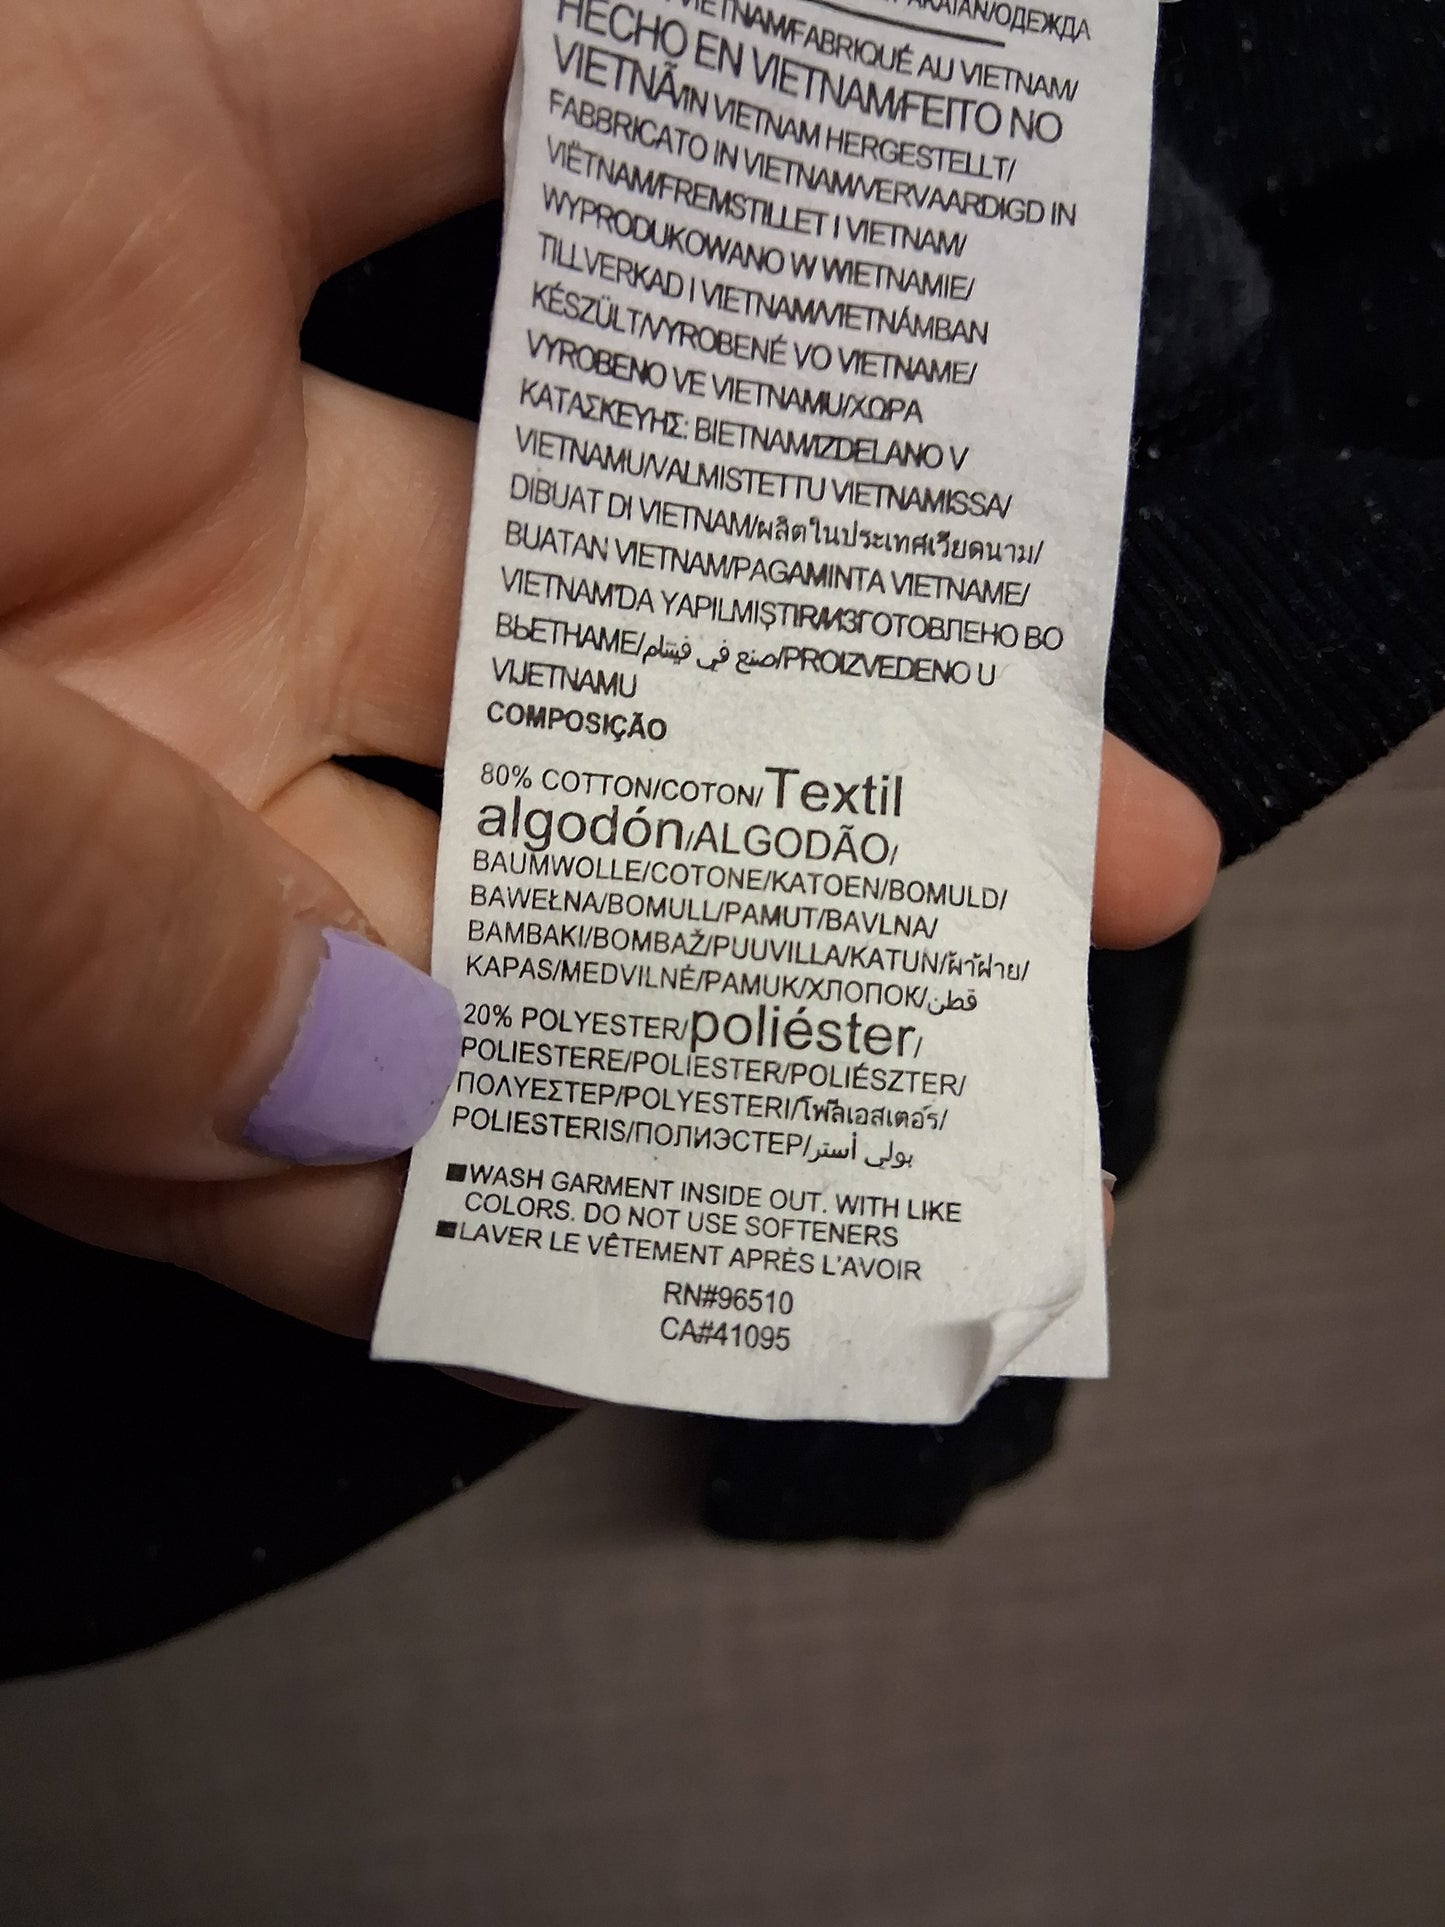 VIETNAM/FABRIQUÉ AU VIETNAM/
HECHO EN VIETNAM/FEITO NO
VIETNÃ/IN VIETNAM HERGESTELLT/
FABBRICATO IN VIETNAM/VERVAARDIGD IN
VIËTNAM/FREMSTILLET I VIETNAM/
WYPRODUKOWANO W WIETNAMIE/
TILLVERKAD I VIETNAM/VIETNÁMBAN
KÉSZÜLT/VYROBENÉ VO VIETNAME/
VYROBENO VE VIETNAMU/ΧΩΡΑ
ΚΑΤΑΣΚΕΥΗΣ: ΒΙΕΤΝΑΜ/IZDELANO V
VIETNAMU/VALMISTETTU VIETNAMISSA/
DIBUAT DI VIETNAM/ผลิตในประเทศเวียดนาม/
BUATAN VIETNAM/PAGAMINTA VIETNAME/
VIETNAM'DA YAPILMIŞTIR/ИЗГОТОВЛЕНО ВО
ВЬЕТНАМЕ/صنع في فيتنام/PROIZVEDENO U
VIJETNAMU
COMPOSIÇÃO
80% COTTON/COTON/Textil
algodón/ALGODÃO/
BAUMWOLLE/COTONE/KATOEN/BOMULD/
BAWEŁNA/BOMULL/PAMUT/BAVLNA/
BAMBAKI/BOMBAŽ/PUUVILLA/KATUN/ผ้าฝ้าย/
KAPAS/MEDVILNĖ/PAMUK/ХЛОПОК/قطن
20% POLYESTER/poliéster/
POLIESTERE/POLIESTER/POLIÉSZTER/
ΠΟΛΥΕΣΤΕΡ/POLYESTERI/โพลีเอสเตอร์/
POLIESTERIS/ПОЛИЭСТЕР/بولي أستر
■WASH GARMENT INSIDE OUT. WITH LIKE
COLORS. DO NOT USE SOFTENERS
■LAVER LE VÊTEMENT APRÈS L'AVOIR
RN#96510
CA#41095